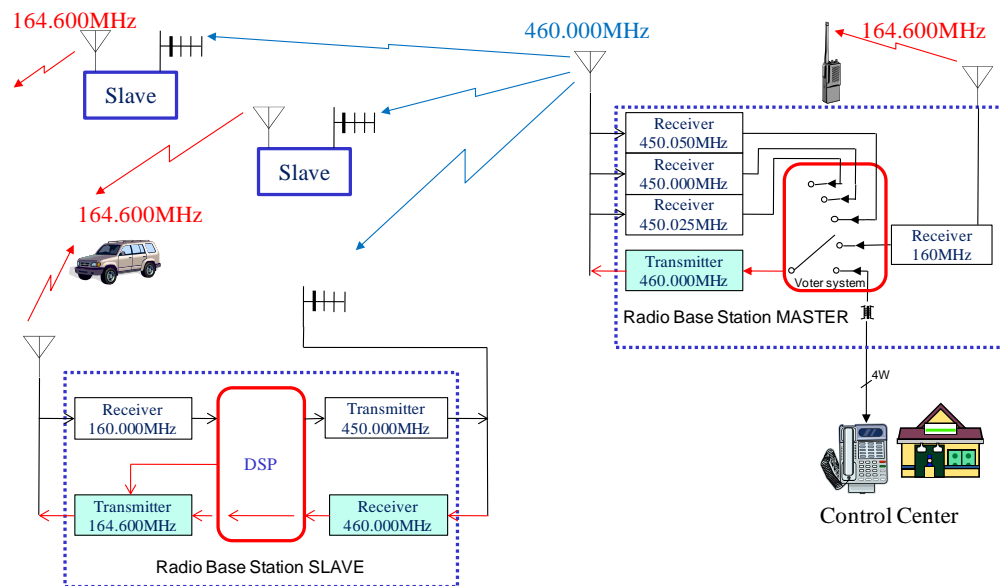 164.600MHz
460.000MHz
164.600MHz
Slave
Slave
164.600MHz
Receiver
450.050MHz
Receiver
450.000MHz
Receiver
450.025MHz
Transmitter
460.000MHz
Receiver
160MHz
Voter system
Radio Base Station MASTER
4W
Control Center
Receiver
160.000MHz
Transmitter
450.000MHz
DSP
Transmitter
164.600MHz
Receiver
460.000MHz
Radio Base Station SLAVE